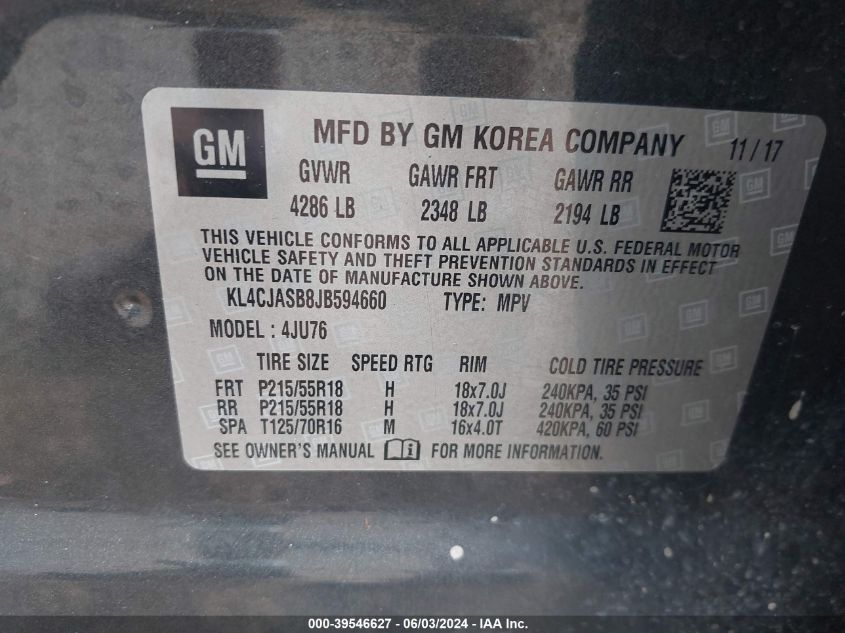 GM
MFD BY GM KOREA COMPANY 11/17
GVWR GAWR FRT GAWR RR
4286 LB 2348 LB 2194 LB
THIS VEHICLE CONFORMS TO ALL APPLICABLE U.S. FEDERAL MOTOR
VEHICLE SAFETY AND THEFT PREVENTION STANDARDS IN EFFECT
ON THE DATE OF MANUFACTURE SHOWN ABOVE.
KL4CJASB8JB594660 TYPE: MPV
MODEL : 4JU76
TIRE SIZE SPEED RTG RIM COLD TIRE PRESSURE
FRT P215/55R18 H 18x7.0J 240KPA, 35 PSI
RR P215/55R18 H 18x7.0J 240KPA, 35 PSI
SPA T125/70R16 M 16x4.0T 420KPA, 60 PSI
SEE OWNER'S MANUAL i FOR MORE INFORMATION.
000-39546627 - 06/03/2024 - IAA Inc.